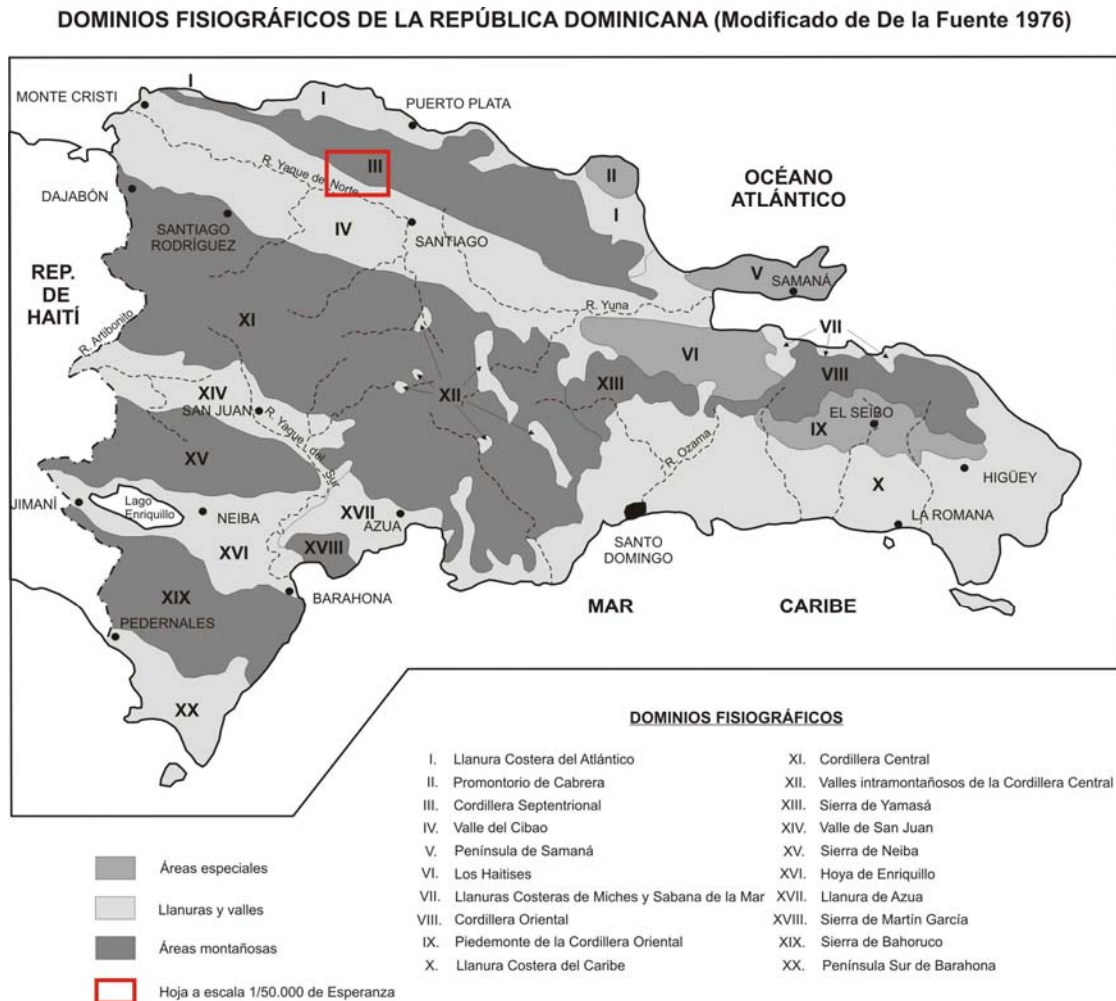 DOMINIOS FISIOGRÁFICOS DE LA REPÚBLICA DOMINICANA (Modificado de De la Fuente 1976)
I
MONTE CRISTI
I
PUERTO PLATA
R. Yaque del Norte
III
II
OCÉANO
ATLÁNTICO
DAJABÓN
I
SANTIAGO
RODRÍGUEZ
IV
SANTIAGO
REP.
DE
HAITÍ
V
SAMANÁ
R. Yuna
R. Artibonito
XI
VII
VI
VIII
XIV
XII
XIII
SAN JUAN
EL SEÍBO
IX
R. Yaque del Sur
XV
R. Ozama
HIGÜEY
X
JIMANÍ
Lago
Enriquillo
NEIBA
XVII
AZUA
LA ROMANA
XVI
XVIII
SANTO
DOMINGO
XIX
BARAHONA
MAR
CARIBE
PEDERNALES
XX
DOMINIOS FISIOGRÁFICOS
I. Llanura Costera del Atlántico
II. Promontorio de Cabrera
III. Cordillera Septentrional
IV. Valle del Cibao
V. Península de Samaná
VI. Los Haitises
VII. Llanuras Costeras de Miches y Sabana de la Mar
VIII. Cordillera Oriental
IX. Piedemonte de la Cordillera Oriental
X. Llanura Costera del Caribe
XI. Cordillera Central
XII. Valles intramontañosos de la Cordillera Central
XIII. Sierra de Yamasá
XIV. Valle de San Juan
XV. Sierra de Neiba
XVI. Hoya de Enriquillo
XVII. Llanura de Azua
XVIII. Sierra de Martín García
XIX. Sierra de Bahoruco
XX. Península Sur de Barahona
Áreas especiales
Llanuras y valles
Áreas montañosas
Hoja a escala 1/50.000 de Esperanza